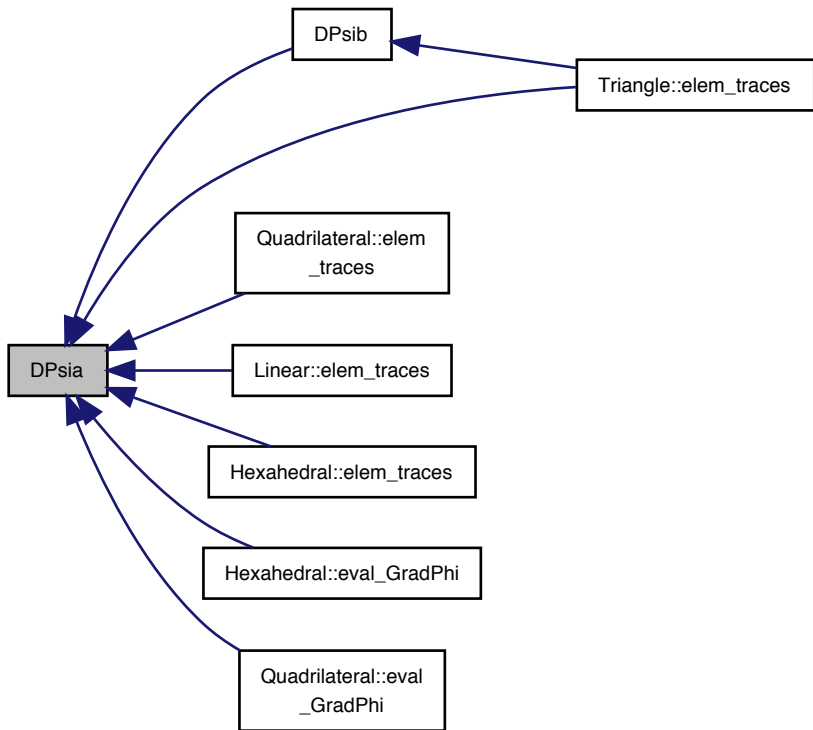 DPsib
Triangle::elem_traces
Quadrilateral::elem
_traces
DPsia
Linear::elem_traces
Hexahedral::elem_traces
Hexahedral::eval_GradPhi
Quadrilateral::eval
_GradPhi